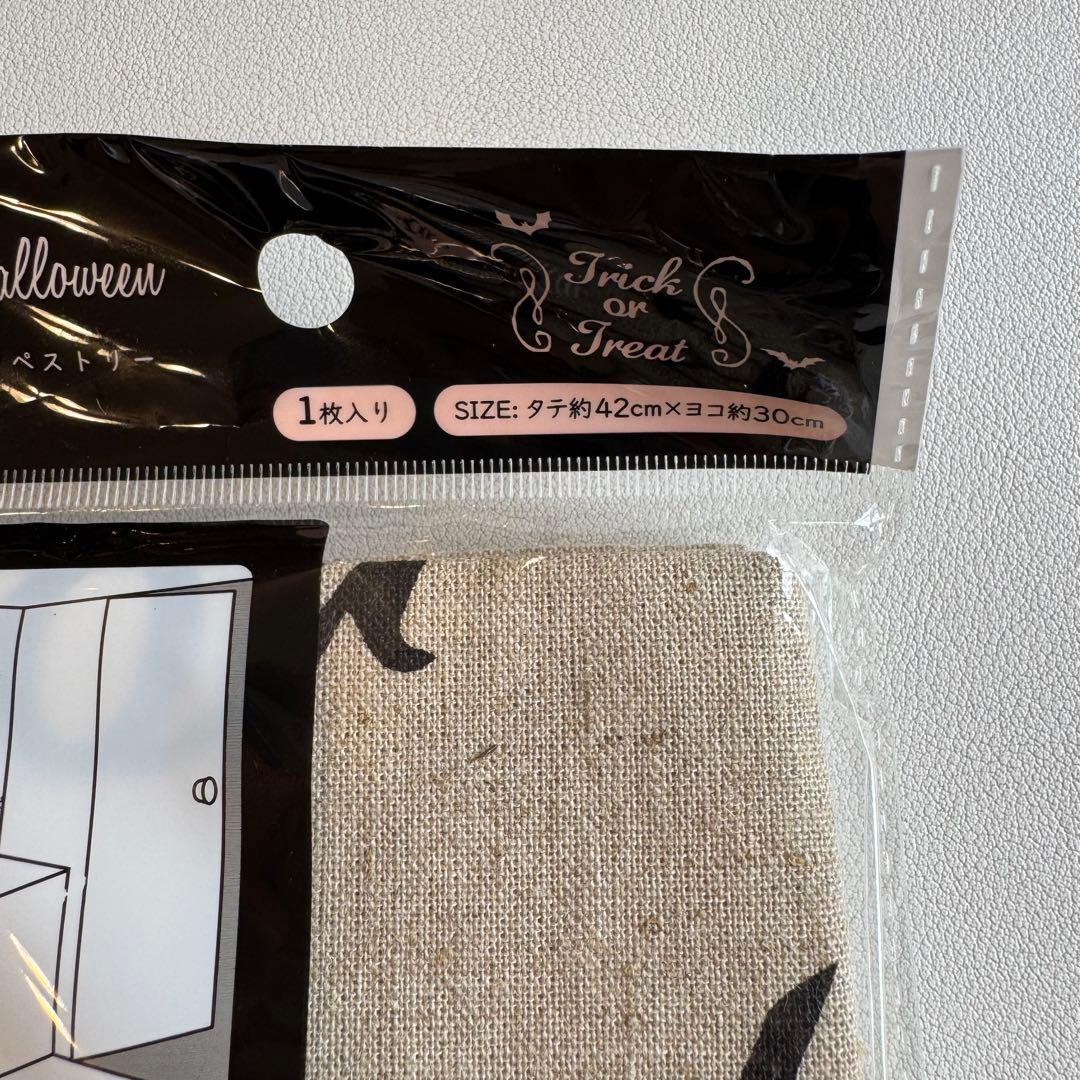 alloween
ペストリー
Trick
or
Treat
1枚入り
SIZE: タテ約42cm×ヨコ約30cm